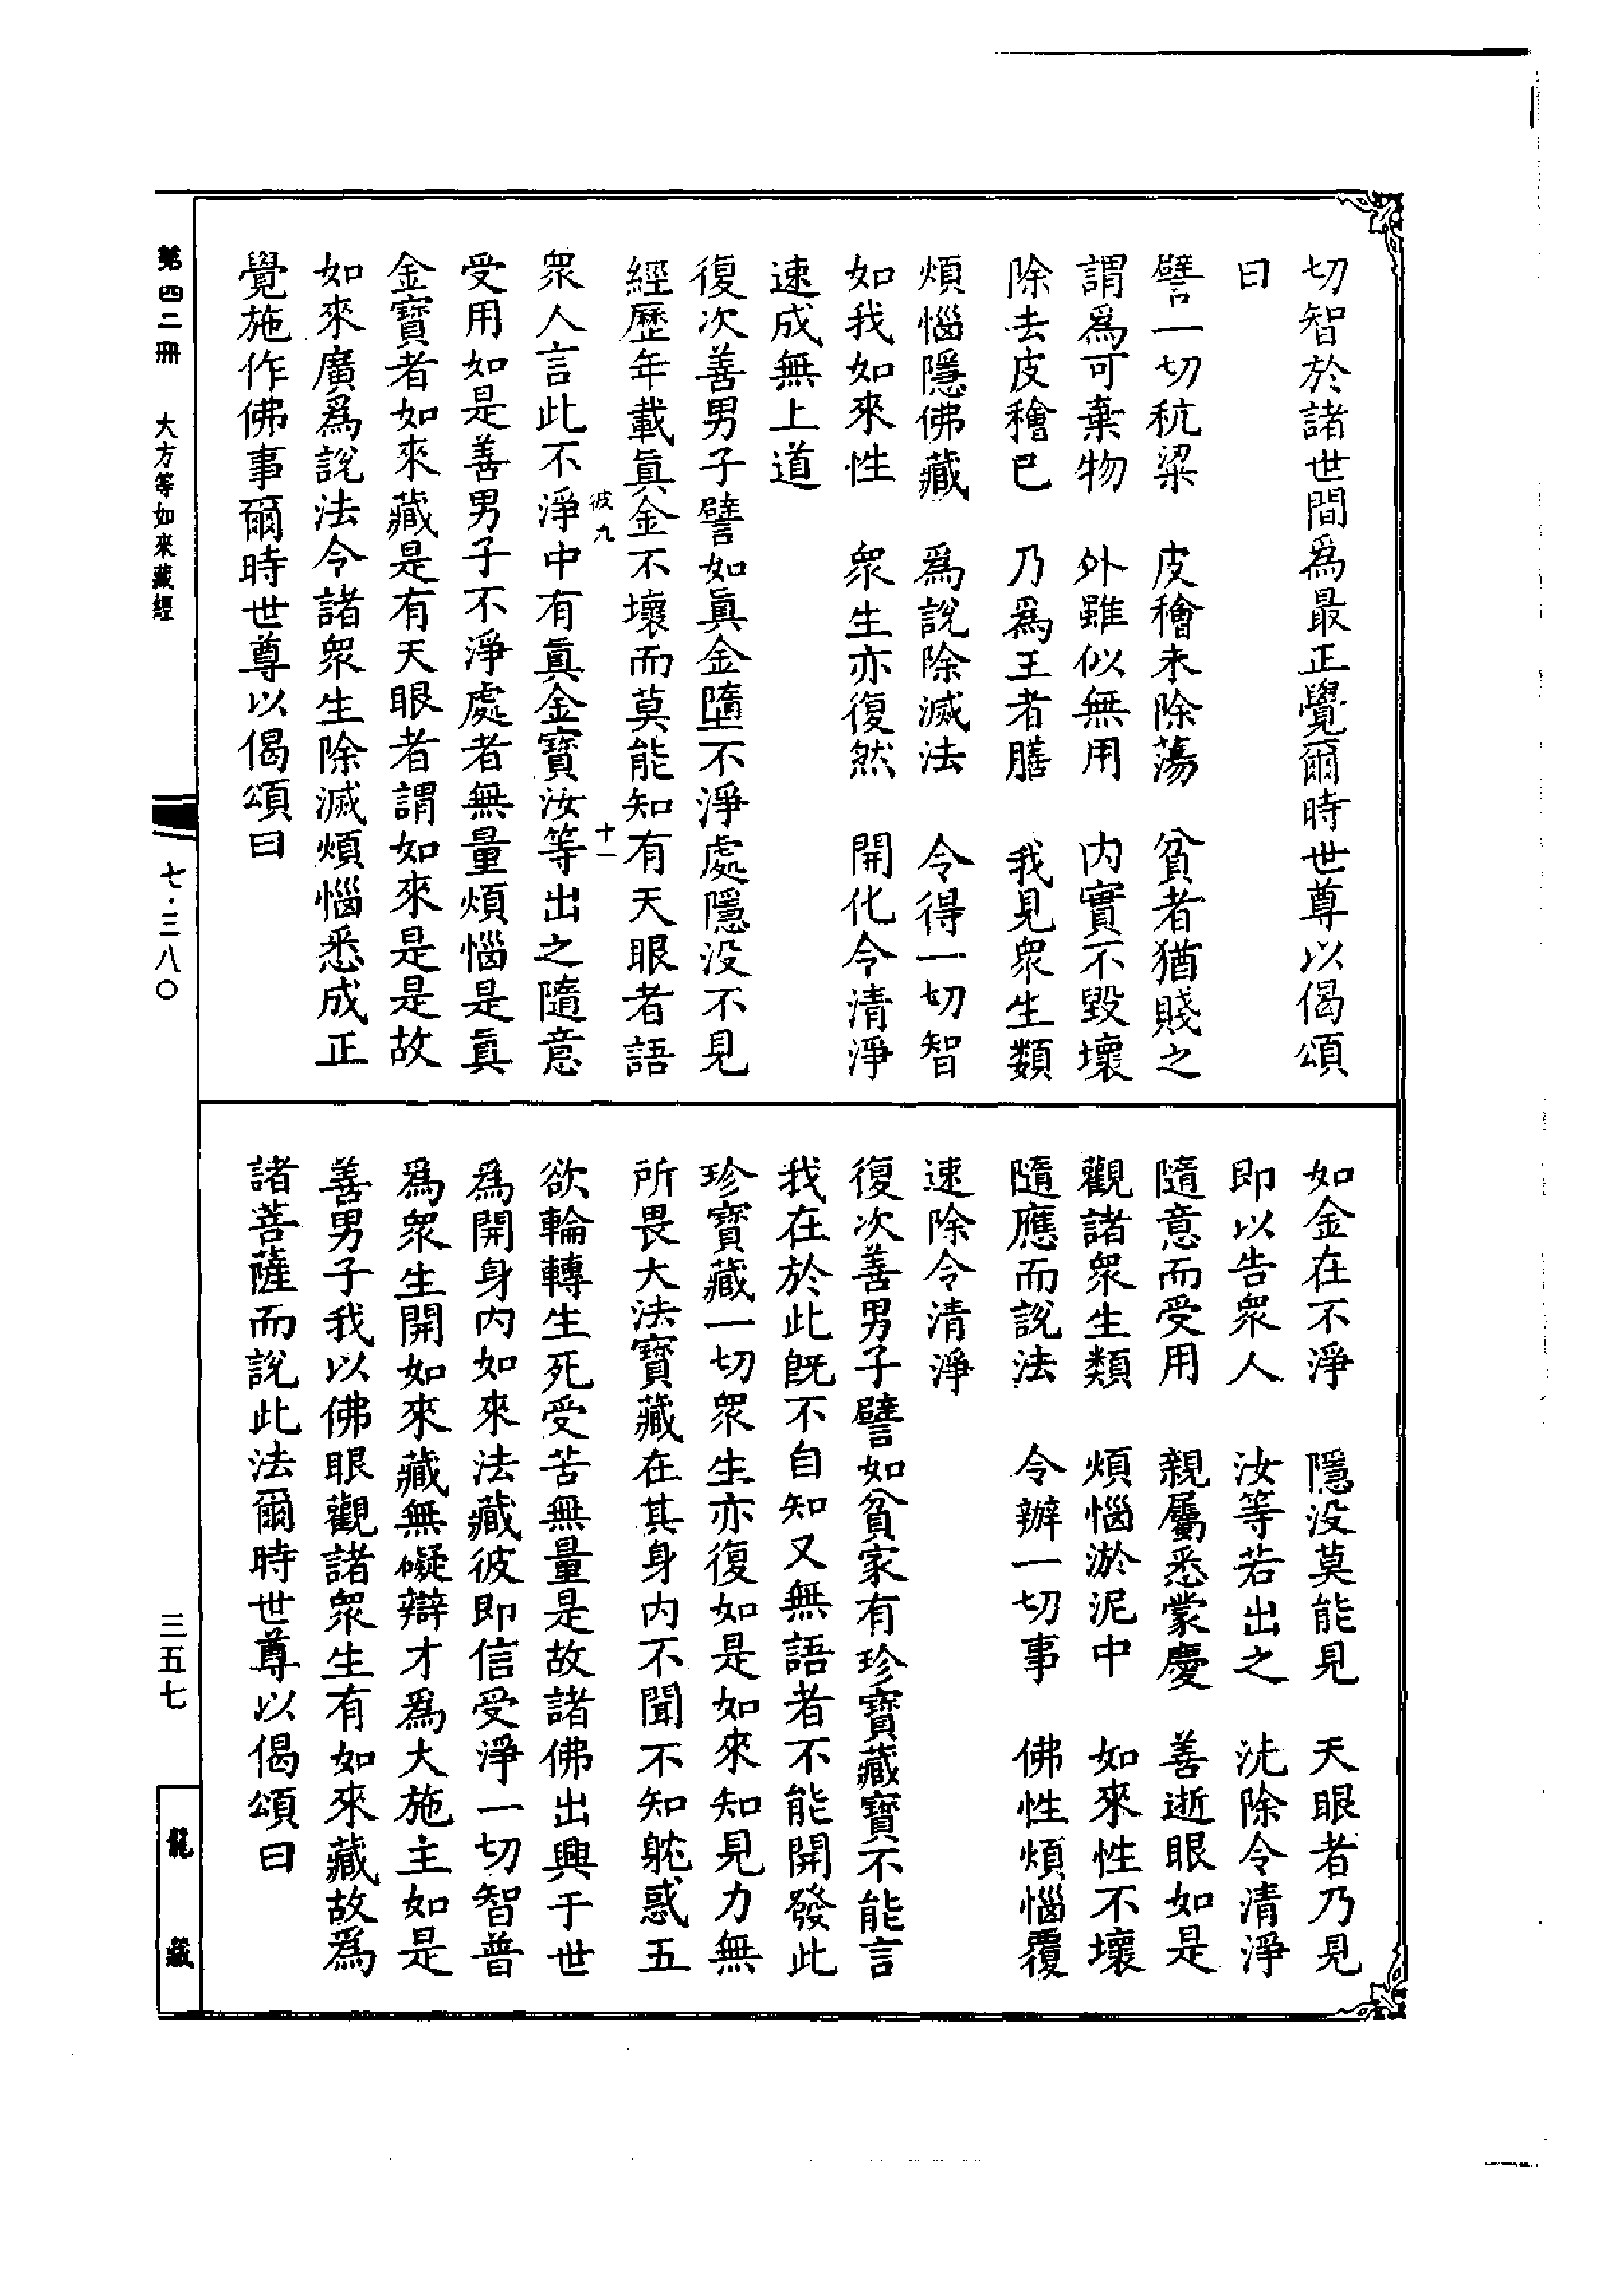 切智於諸世間爲最正覺爾時世尊以偈頌
曰
譬一切秔粱　皮穭未除蕩　貧者猶賤之
謂爲可棄物　外雖似無用　内實不毀壞
除去皮穭已　乃爲王者膳　我見衆生類
煩惱隱佛藏　爲說除滅法　令得一切智
如我如來性　衆生亦復然　開化令清淨
速成無上道
復次善男子譬如眞金墮不淨處隱没不見
經歷年載眞金不壞而莫能知有天眼者語
彼九　十一
衆人言此不淨中有眞金寶汝等出之隨意
受用如是善男子不淨處者無量煩惱是眞
金寶者如來藏是有天眼者謂如來是是故
如來廣爲說法令諸衆生除滅煩惱悉成正
覺施作佛事爾時世尊以偈頌曰
如金在不淨　隱没莫能見　天眼者乃見
即以告衆人　汝等若出之　洗除令清淨
隨意而受用　親屬悉蒙慶　善逝眼如是
觀諸衆生類　煩惱淤泥中　如來性不壞
隨應而說法　令辦一切事　佛性煩惱覆
速除令清淨
復次善男子譬如貧家有珍寶藏寶不能言
我在於此既不自知又無語者不能開發此
珍寶藏一切衆生亦復如是如來知見力無
所畏大法寶藏在其身内不聞不知躭惑五
欲輪轉生死受苦無量是故諸佛出興于世
爲開身内如來法藏彼即信受淨一切智普
爲衆生開如來藏無礙辯才爲大施主如是
善男子我以佛眼觀諸衆生有如來藏故爲
諸菩薩而說此法爾時世尊以偈頌曰
第四二冊　大方等如來藏經
七·三八〇
三五七
龍藏